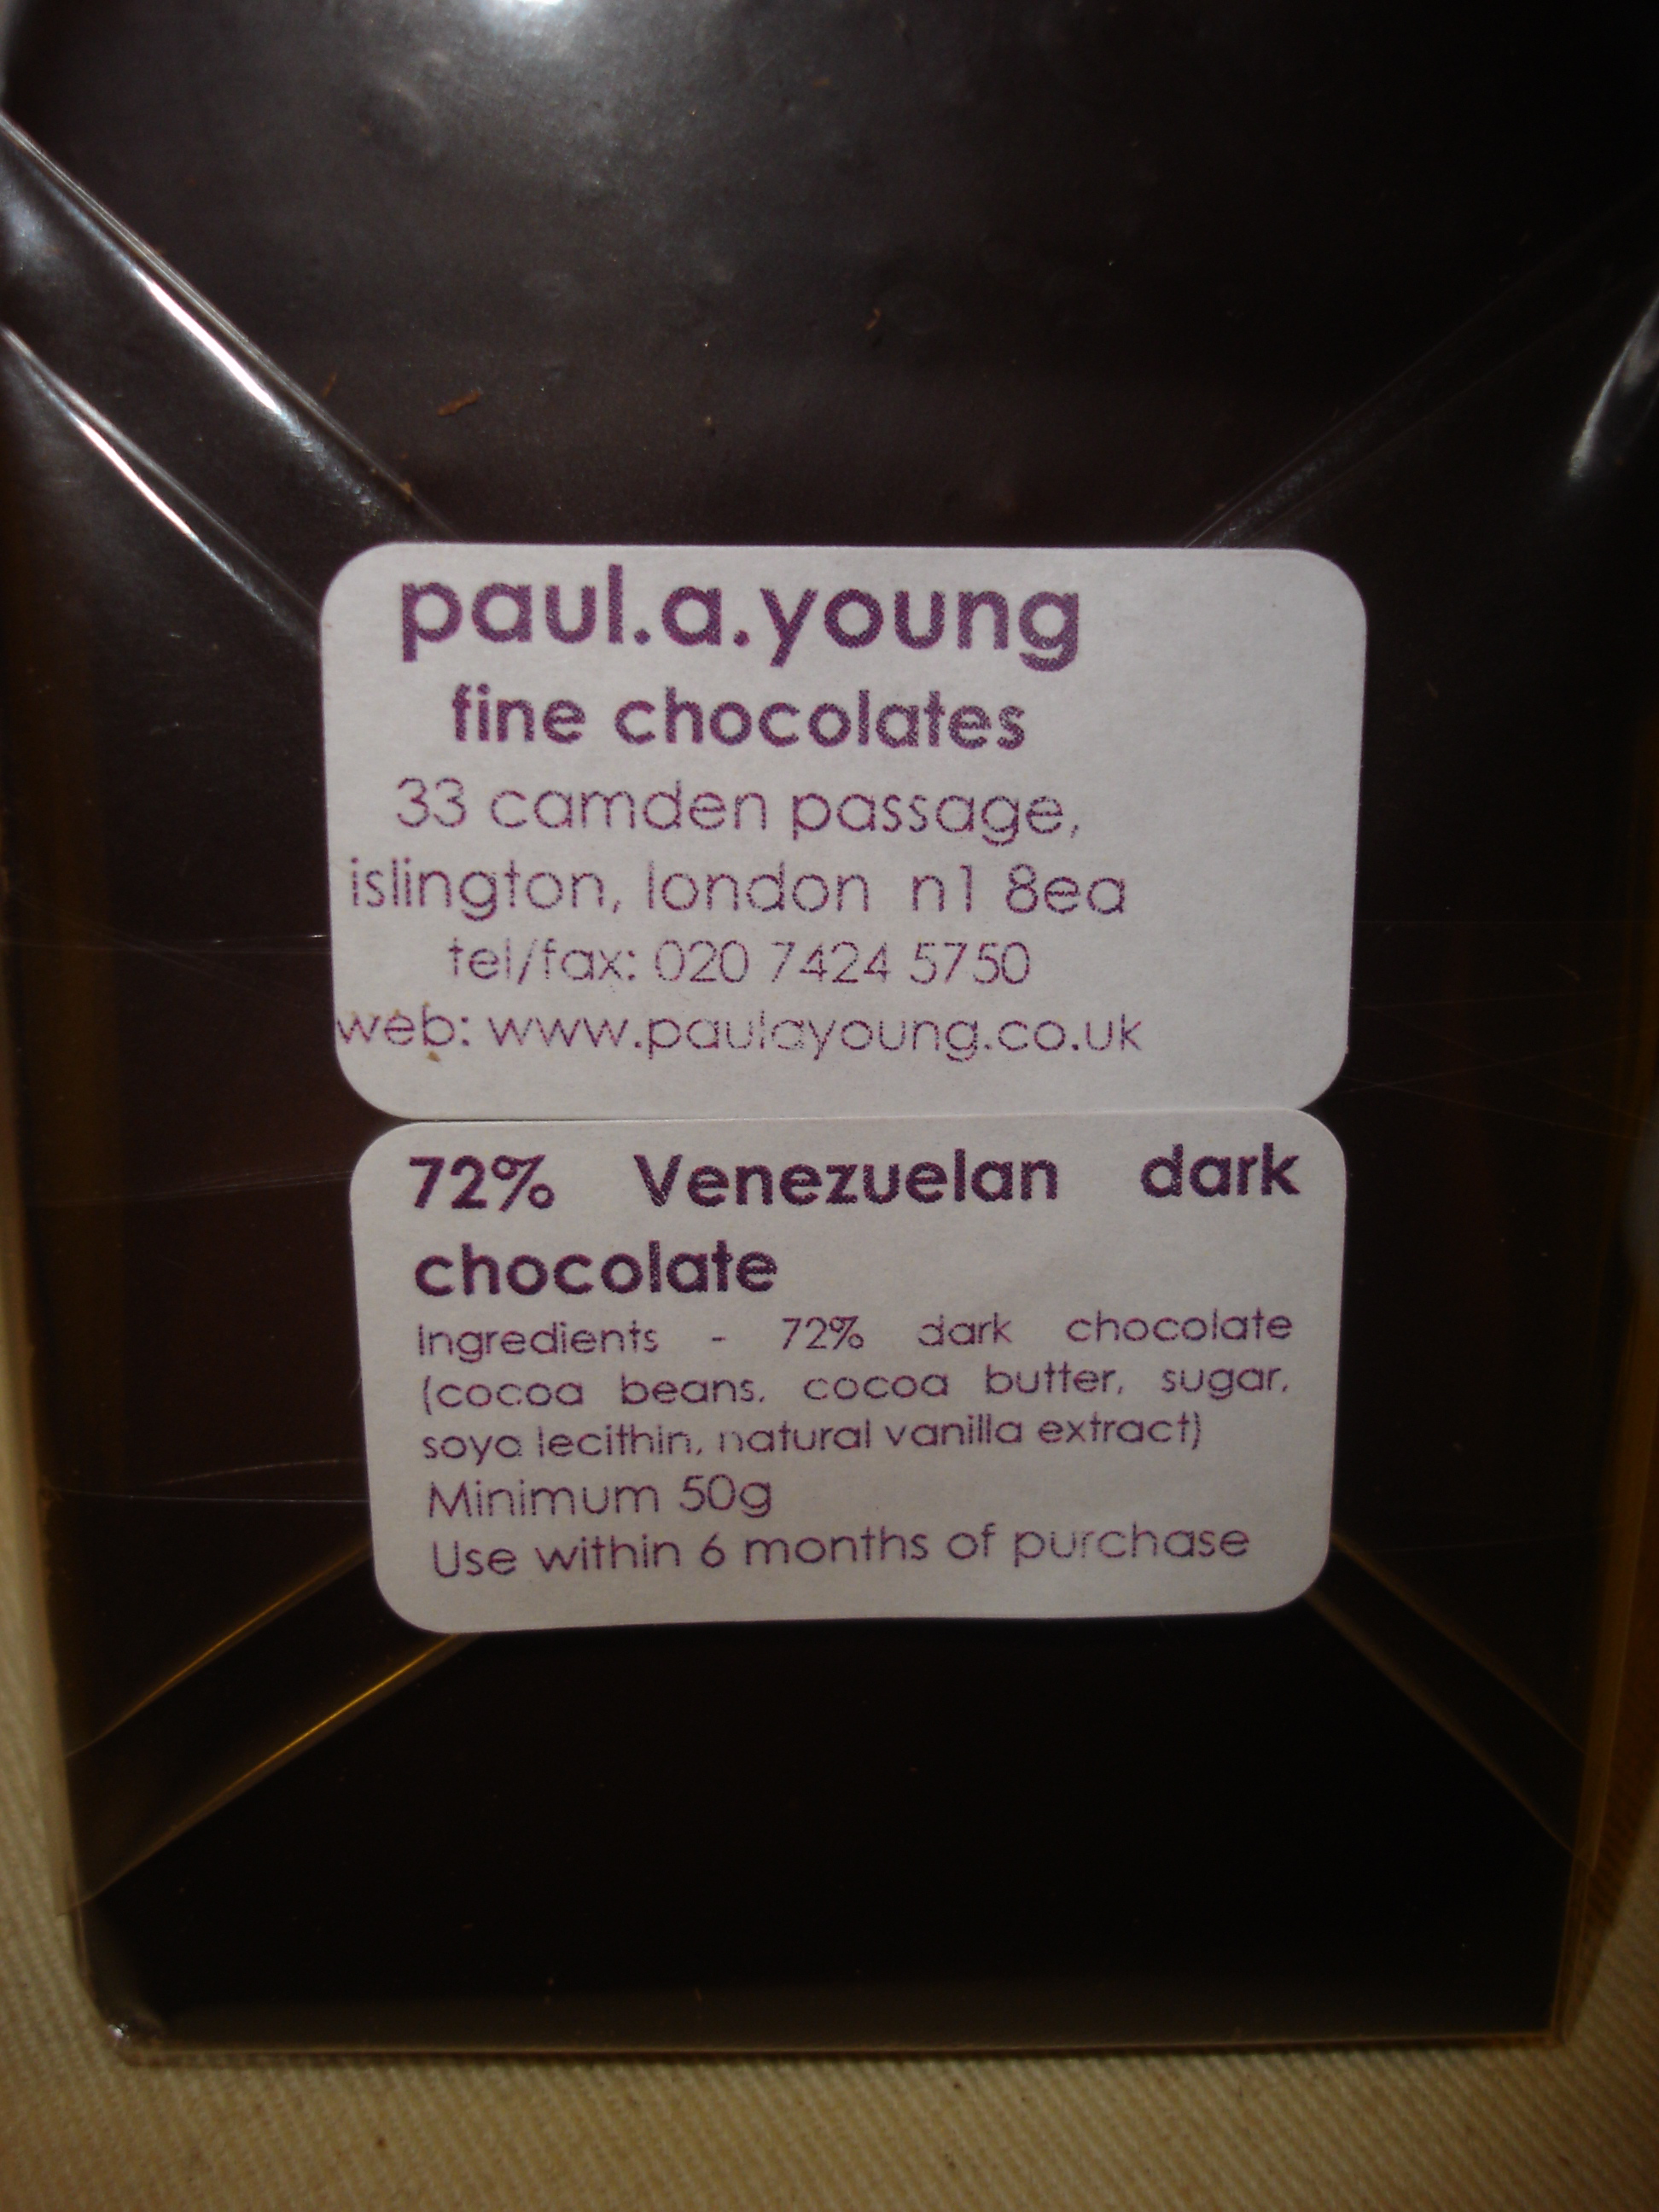 paul.a.young
fine chocolates
33 camden passage,
islington, london n1 8ea
tel/fax: 020 7424 5750
web: www.paulayoung.co.uk
72% Venezuelan dark
chocolate
Ingredients - 72% dark chocolate
(cocoa beans, cocoa butter, sugar,
soya lecithin, natural vanilla extract)
Minimum 50g
Use within 6 months of purchase